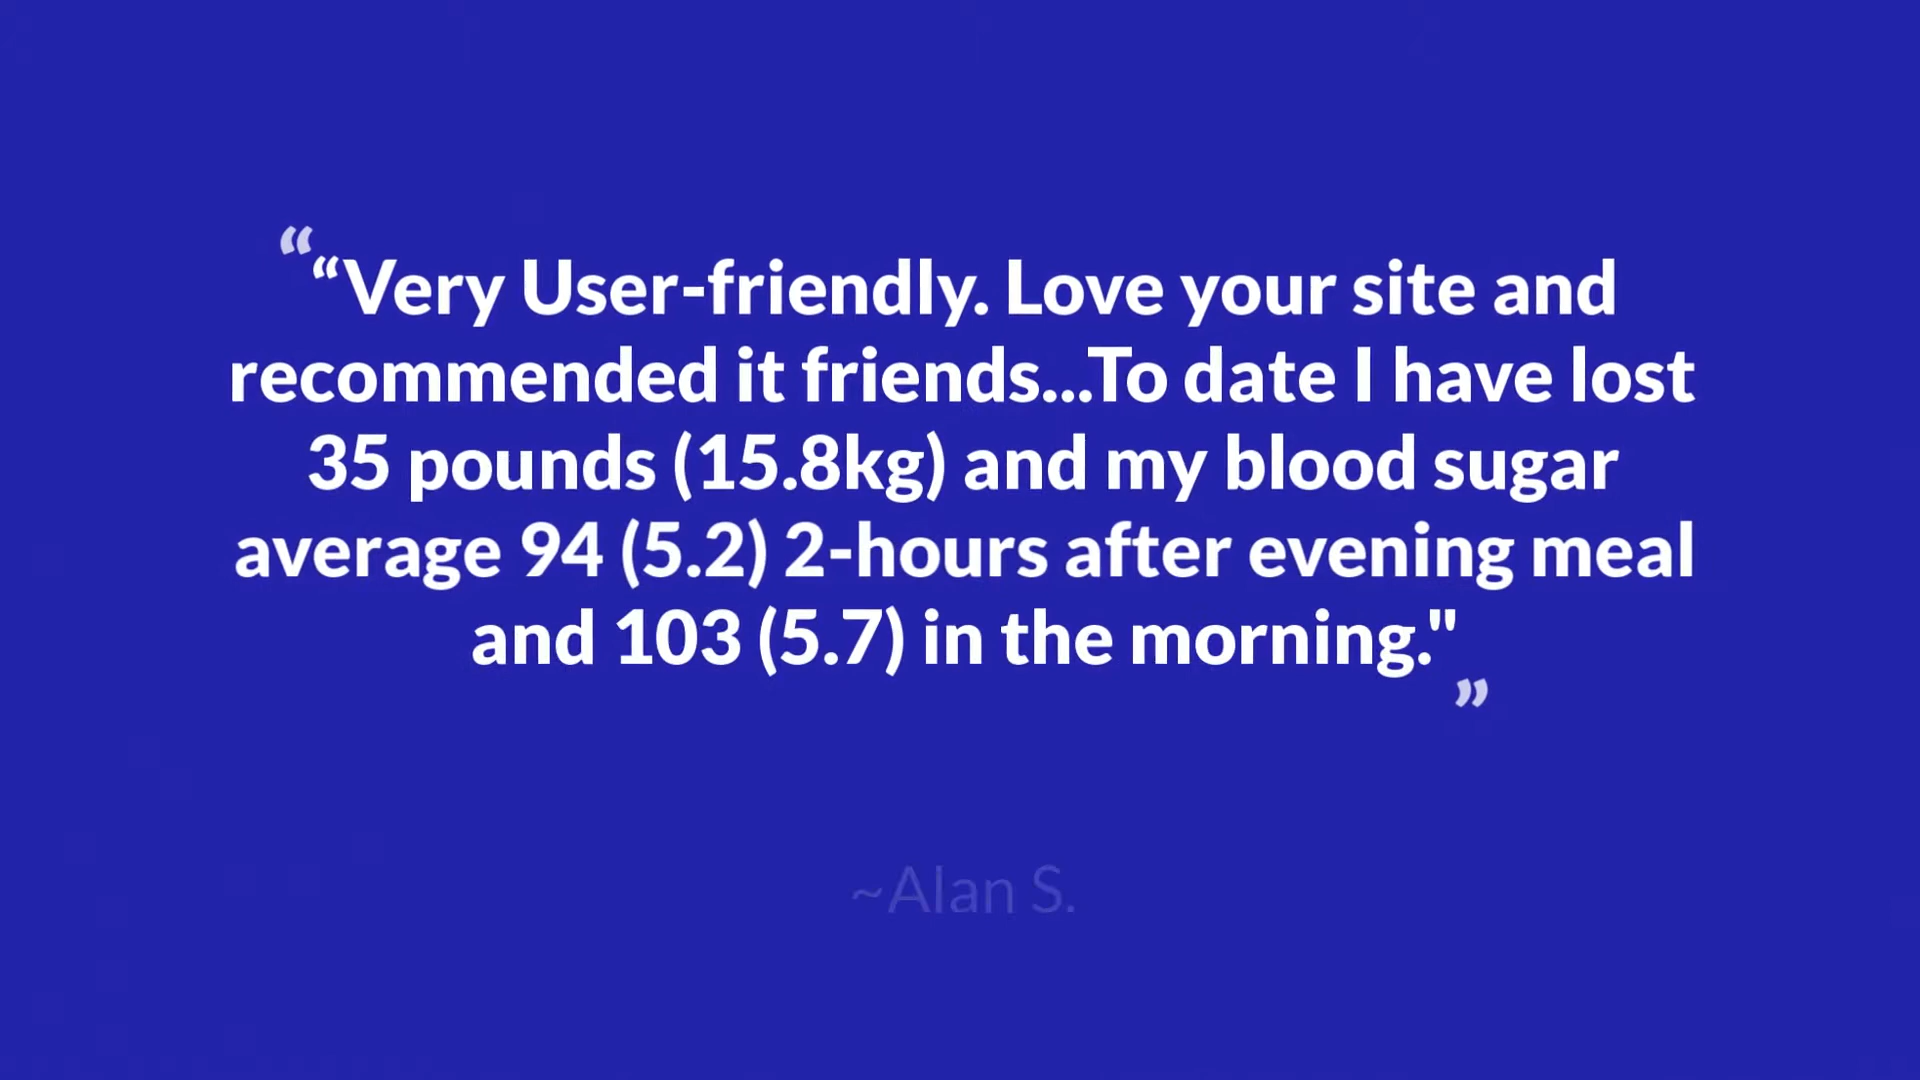 ““Very User-friendly. Love your site and
recommended it friends...To date I have lost
35 pounds (15.8kg) and my blood sugar
average 94 (5.2) 2-hours after evening meal
and 103 (5.7) in the morning."
”
~Alan S.